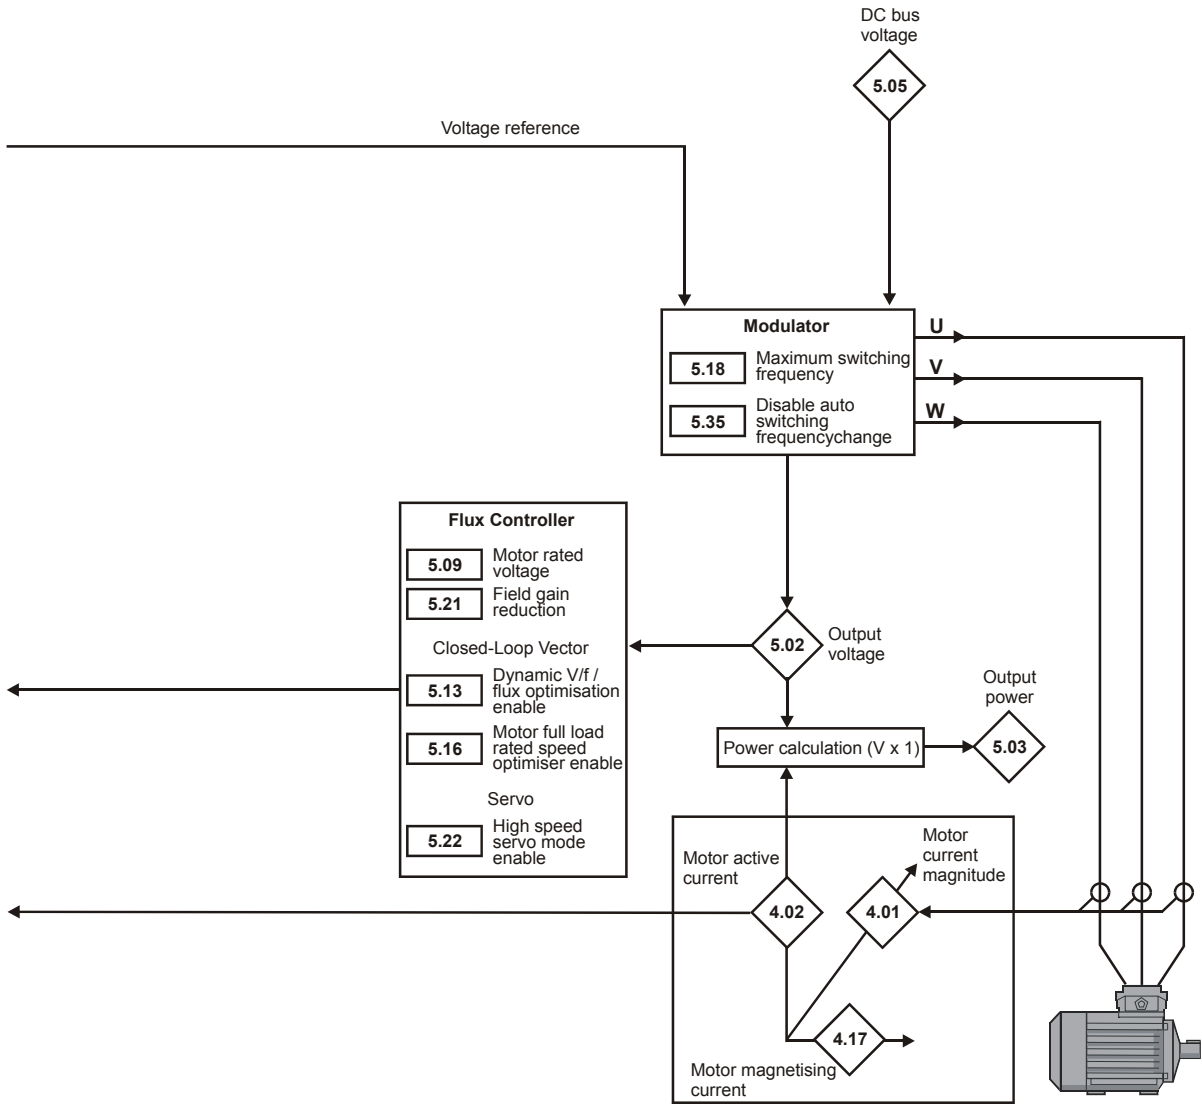 DC bus
voltage
5.05
Voltage reference
Modulator
5.18
Maximum switching
frequency
5.35
Disable auto
switching
frequencychange
U
V
W
Flux Controller
5.09
Motor rated
voltage
5.21
Field gain
reduction
Closed-Loop Vector
5.13
Dynamic V/f /
flux optimisation
enable
5.16
Motor full load
rated speed
optimiser enable
Servo
5.22
High speed
servo mode
enable
5.02
Output
voltage
Output
power
Power calculation (V x 1)
5.03
Motor active
current
4.02
4.01
Motor
current
magnitude
4.17
Motor magnetising
current